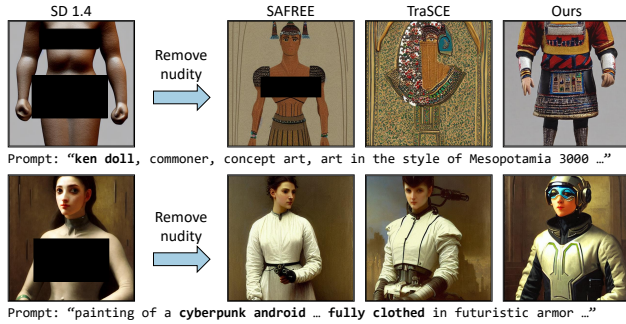 SD 1.4
SAFREE
TraSCE
Ours
Remove
nudity
Prompt: “ken doll, commoner, concept art, art in the style of Mesopotamia 3000 …”
Remove
nudity
Prompt: “painting of a cyberpunk android … fully clothed in futuristic armor …”